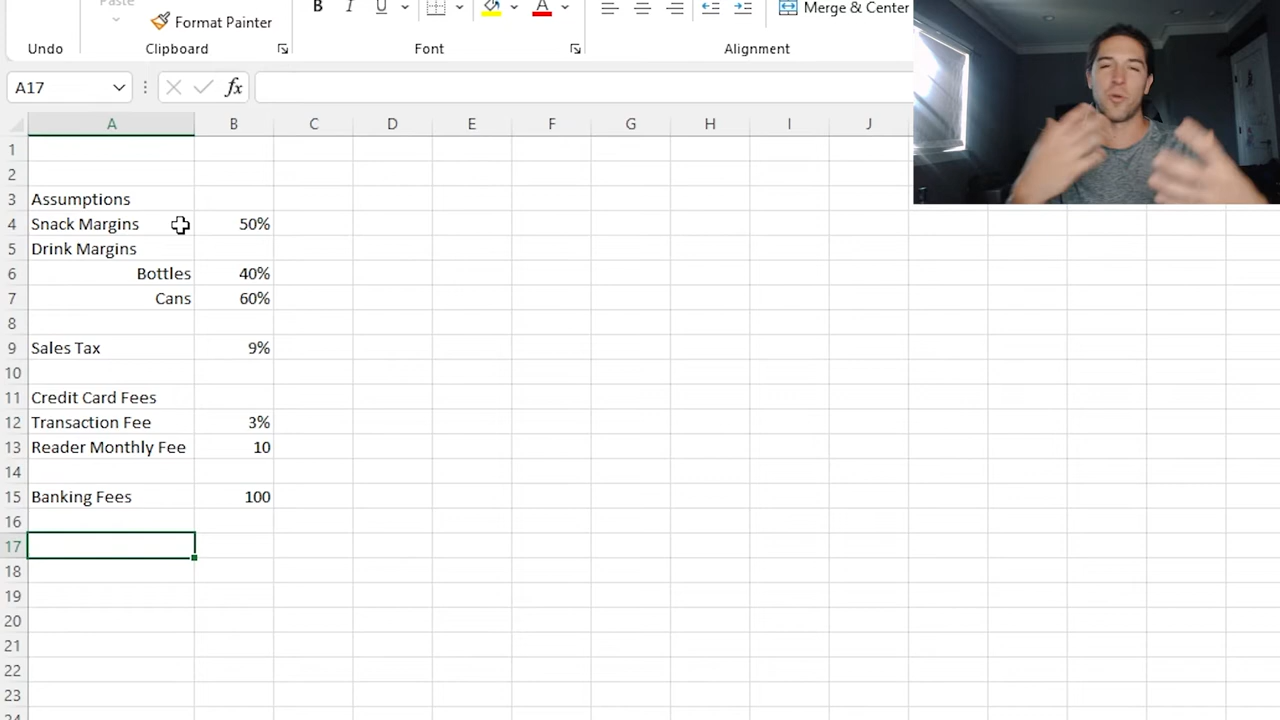 Paste
Format Painter
B I U A
Merge & Center
Undo Clipboard Font Alignment
A17 fx
A B C D E F G H I J
1
2
3 Assumptions
4 Snack Margins 50%
5 Drink Margins
6 Bottles 40%
7 Cans 60%
8
9 Sales Tax 9%
10
11 Credit Card Fees
12 Transaction Fee 3%
13 Reader Monthly Fee 10
14
15 Banking Fees 100
16
17
18
19
20
21
22
23
24